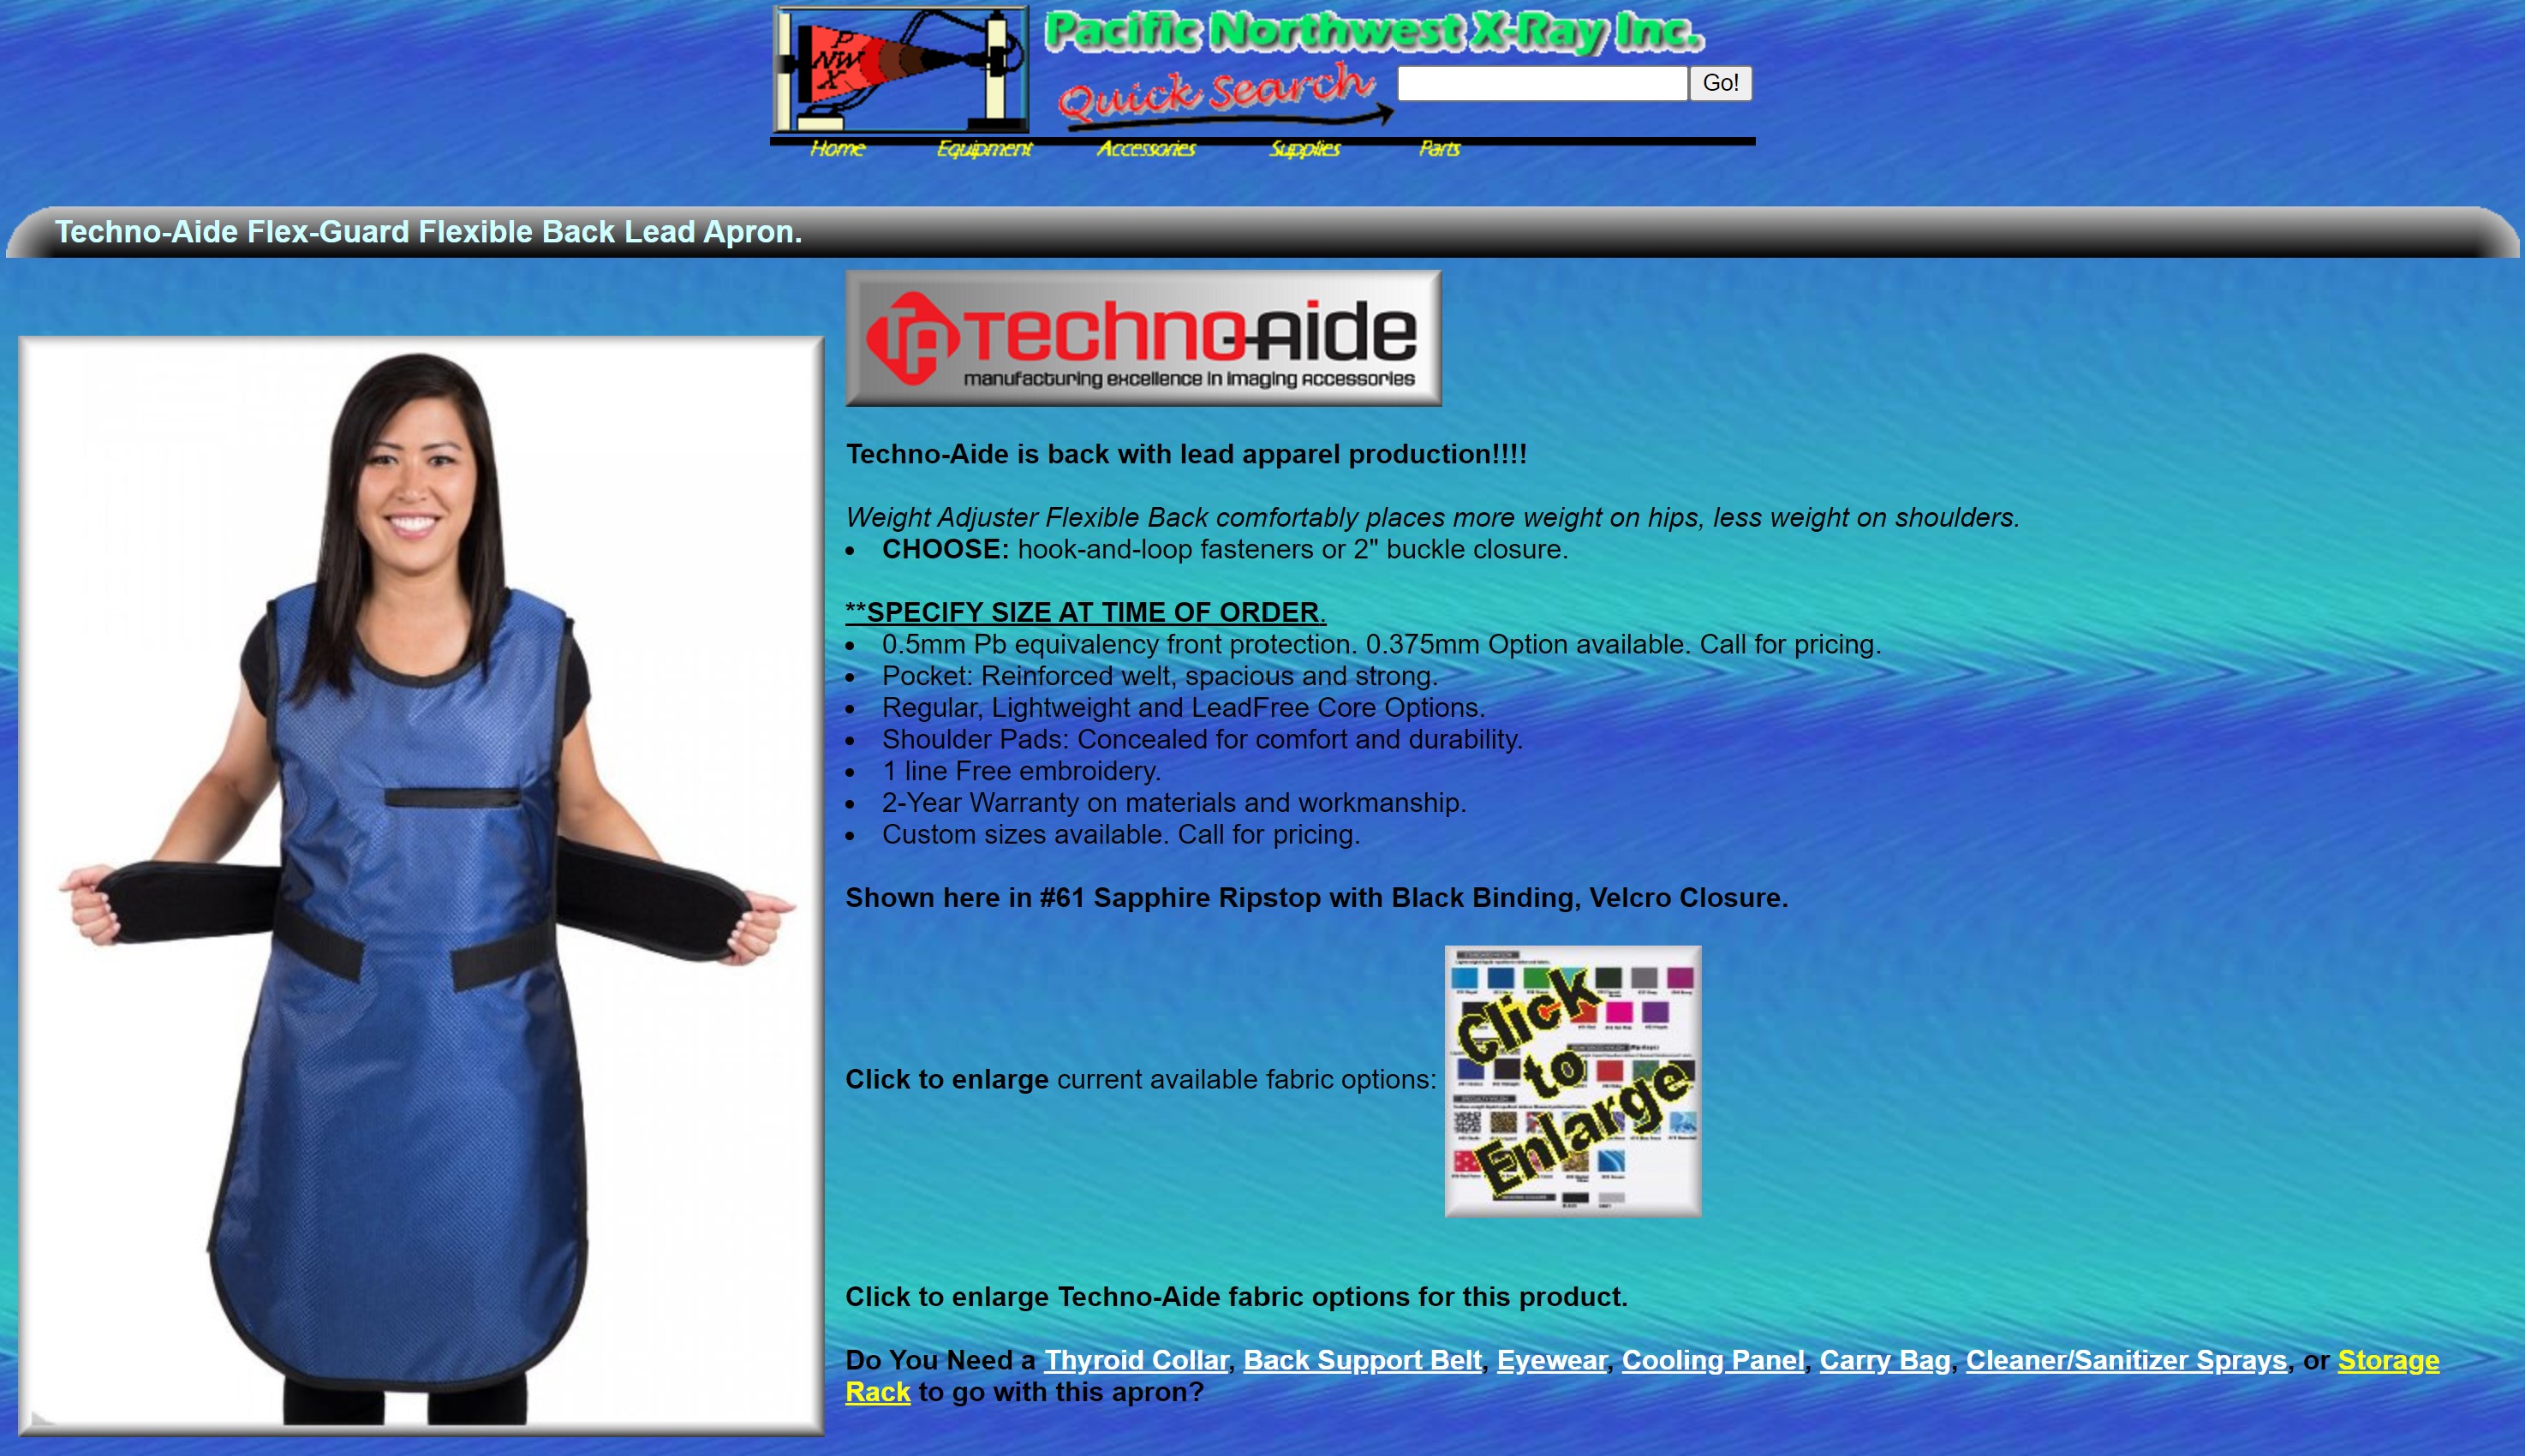 P
NW
X
Pacific Northwest X-Ray Inc.
Quick Search
Go!
Home Equipment Accessories Supplies Parts
Techno-Aide Flex-Guard Flexible Back Lead Apron.
TA Techno-Aide
manufacturing excellence in imaging accessories
Techno-Aide is back with lead apparel production!!!!
Weight Adjuster Flexible Back comfortably places more weight on hips, less weight on shoulders.
• CHOOSE: hook-and-loop fasteners or 2" buckle closure.
**SPECIFY SIZE AT TIME OF ORDER.
• 0.5mm Pb equivalency front protection. 0.375mm Option available. Call for pricing.
• Pocket: Reinforced welt, spacious and strong.
• Regular, Lightweight and LeadFree Core Options.
• Shoulder Pads: Concealed for comfort and durability.
• 1 line Free embroidery.
• 2-Year Warranty on materials and workmanship.
• Custom sizes available. Call for pricing.
Shown here in #61 Sapphire Ripstop with Black Binding, Velcro Closure.
Click to enlarge current available fabric options:
Click
to
Enlarge
Click to enlarge Techno-Aide fabric options for this product.
Do You Need a Thyroid Collar, Back Support Belt, Eyewear, Cooling Panel, Carry Bag, Cleaner/Sanitizer Sprays, or Storage
Rack to go with this apron?